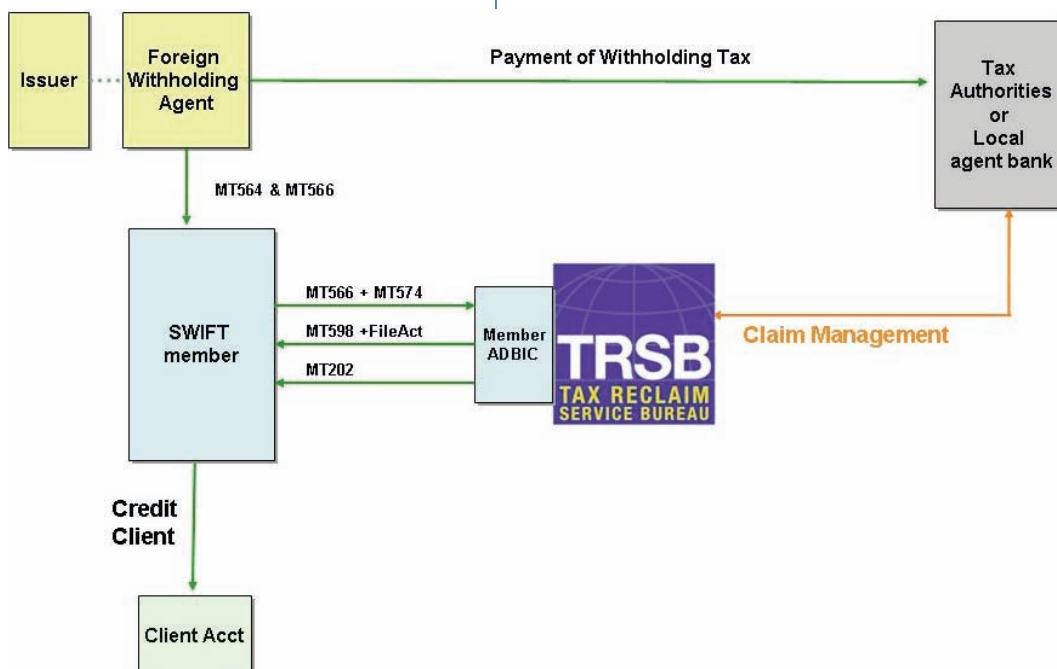 Issuer
Foreign
Withholding
Agent
Payment of Withholding Tax
Tax
Authorities
or
Local
agent bank
MT564 & MT566
SWIFT
member
MT566 + MT574
MT598 +FileAct
MT202
Member
ADBIC
TRSB
TAX RECLAIM
SERVICE BUREAU
Claim Management
Credit
Client
Client Acct